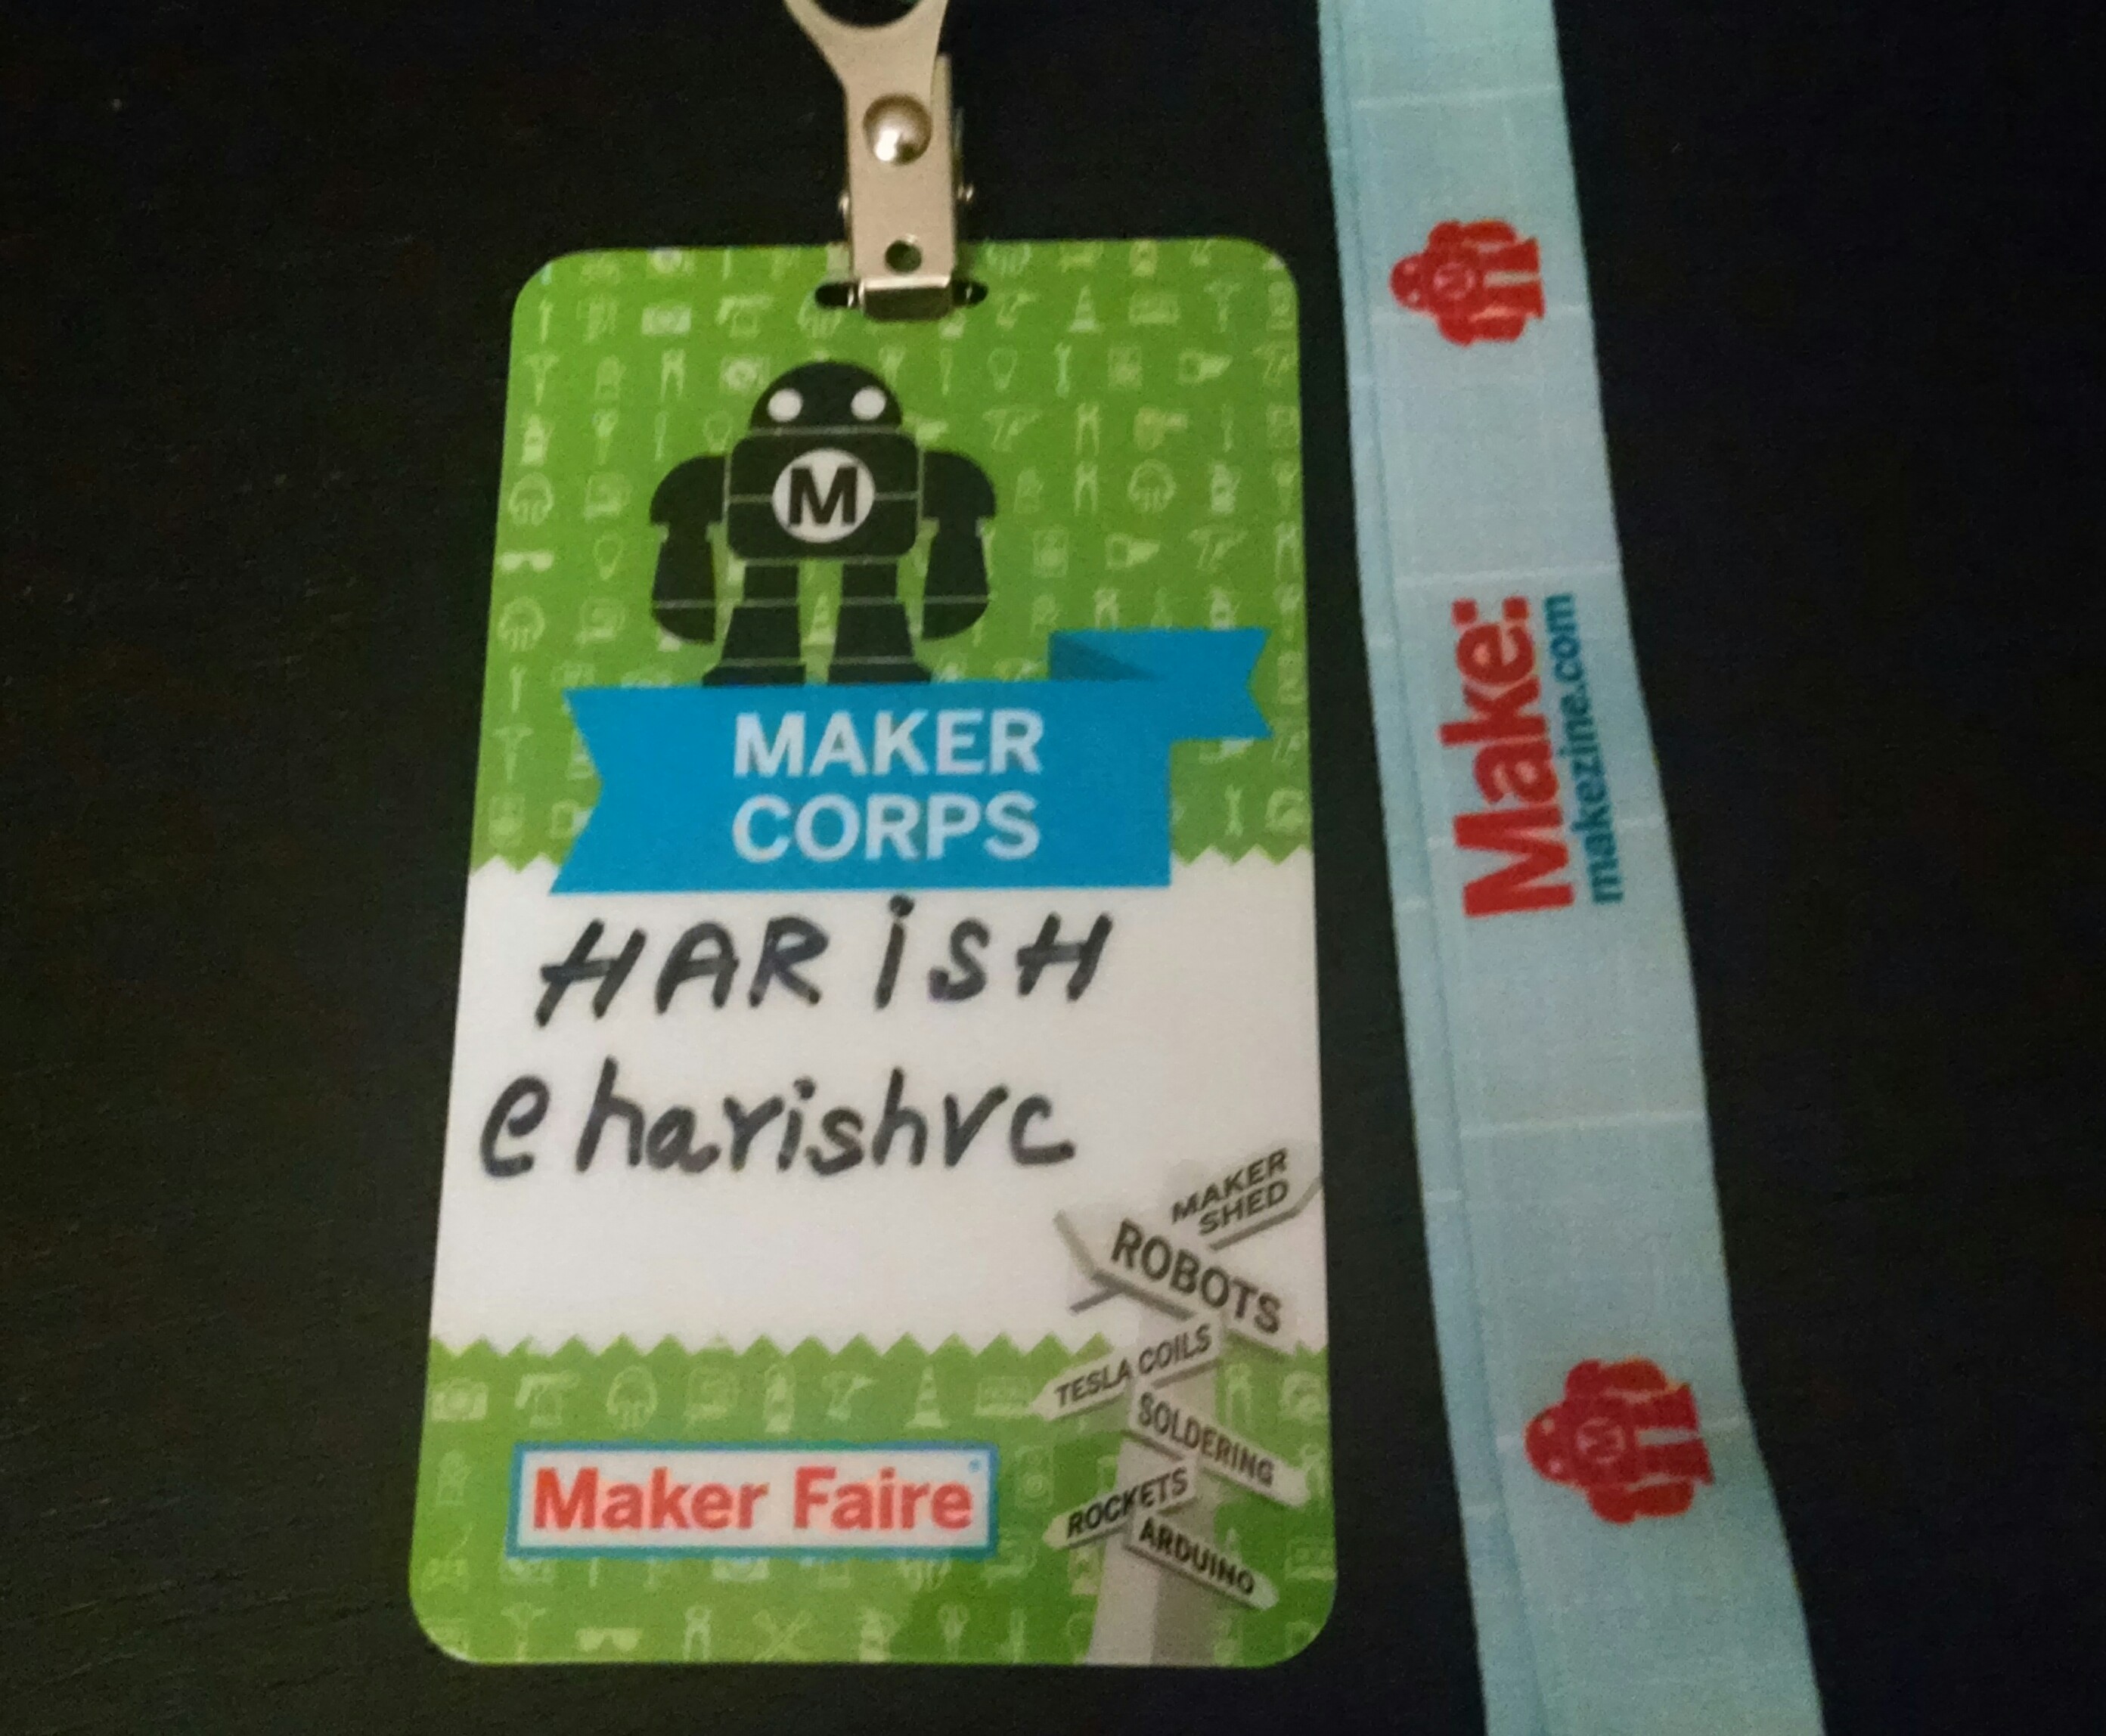 M
MAKER
CORPS
HARiSH
@harishvc
MAKER
SHED
ROBOTS
TESLA COILS
SOLDERING
ROCKETS
ARDUINO
Maker Faire
M
Make:
makezine.com
M